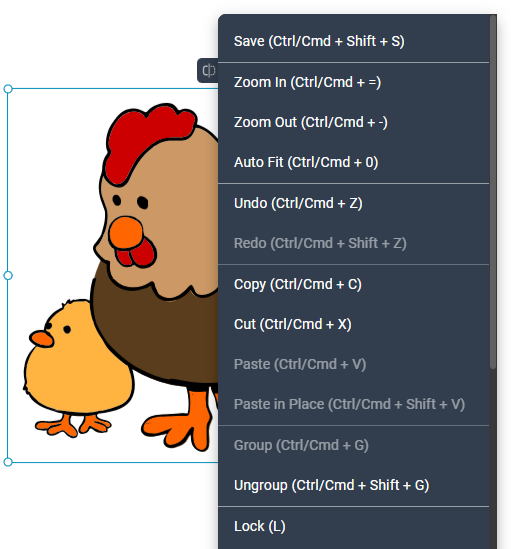 Save (Ctrl/Cmd + Shift + S)
Zoom In (Ctrl/Cmd + =)
Zoom Out (Ctrl/Cmd + -)
Auto Fit (Ctrl/Cmd + 0)
Undo (Ctrl/Cmd + Z)
Redo (Ctrl/Cmd + Shift + Z)
Copy (Ctrl/Cmd + C)
Cut (Ctrl/Cmd + X)
Paste (Ctrl/Cmd + V)
Paste in Place (Ctrl/Cmd + Shift + V)
Group (Ctrl/Cmd + G)
Ungroup (Ctrl/Cmd + Shift + G)
Lock (L)